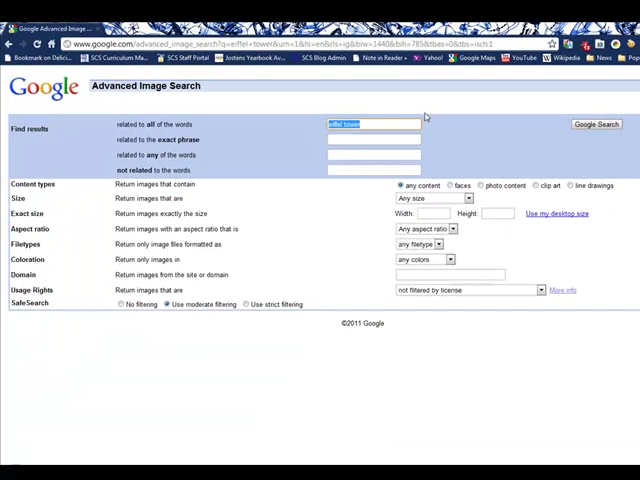 Google Advanced Image ...
www.google.com/advanced_image_search?q=eiffel+tower&um=1&hl=en&rls=ig&biw=1440&bih=785&tbas=0&tbs=isch:1
Bookmark on Delicio... SCS Curriculum Map... SCS Staff Portal Jostens Yearbook Av... SCS Blog Admin Note in Reader Yahoo! Google Maps YouTube Wikipedia News Pop
Google Advanced Image Search
Find results
related to all of the words eiffel tower Google Search
related to the exact phrase
related to any of the words
not related to the words
Content types Return images that contain any content faces photo content clip art line drawings
Size Return images that are Any size
Exact size Return images exactly the size Width: Height: Use my desktop size
Aspect ratio Return images with an aspect ratio that is Any aspect ratio
Filetypes Return only image files formatted as any filetype
Coloration Return only images in any colors
Domain Return images from the site or domain
Usage Rights Return images that are not filtered by license More info
SafeSearch No filtering Use moderate filtering Use strict filtering
©2011 Google